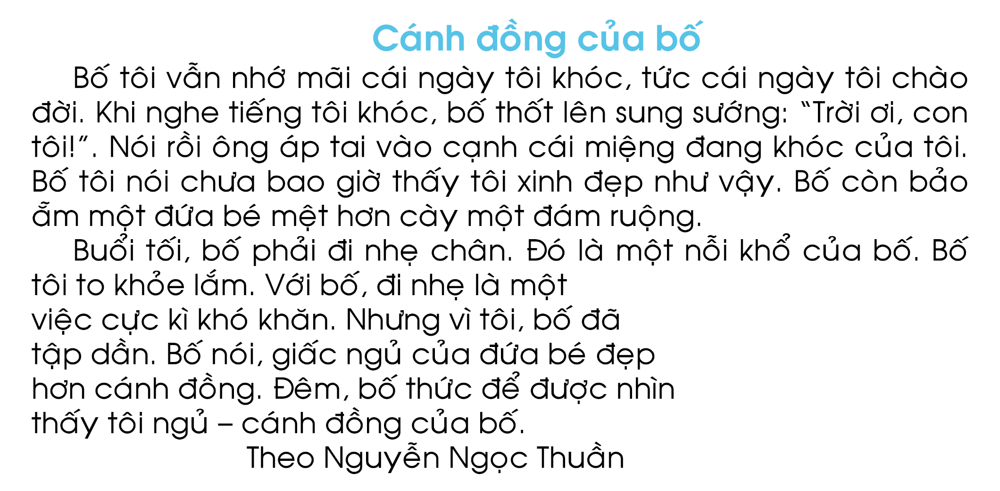 Cánh đồng của bố
Bố tôi vẫn nhớ mãi cái ngày tôi khóc, tức cái ngày tôi chào
đời. Khi nghe tiếng tôi khóc, bố thốt lên sung sướng: “Trời ơi, con
tôi!”. Nói rồi ông áp tai vào cạnh cái miệng đang khóc của tôi.
Bố tôi nói chưa bao giờ thấy tôi xinh đẹp như vậy. Bố còn bảo
ẵm một đứa bé mệt hơn cày một đám ruộng.
Buổi tối, bố phải đi nhẹ chân. Đó là một nỗi khổ của bố. Bố
tôi to khỏe lắm. Với bố, đi nhẹ là một
việc cực kì khó khăn. Nhưng vì tôi, bố đã
tập dần. Bố nói, giấc ngủ của đứa bé đẹp
hơn cánh đồng. Đêm, bố thức để được nhìn
thấy tôi ngủ – cánh đồng của bố.
Theo Nguyễn Ngọc Thuần